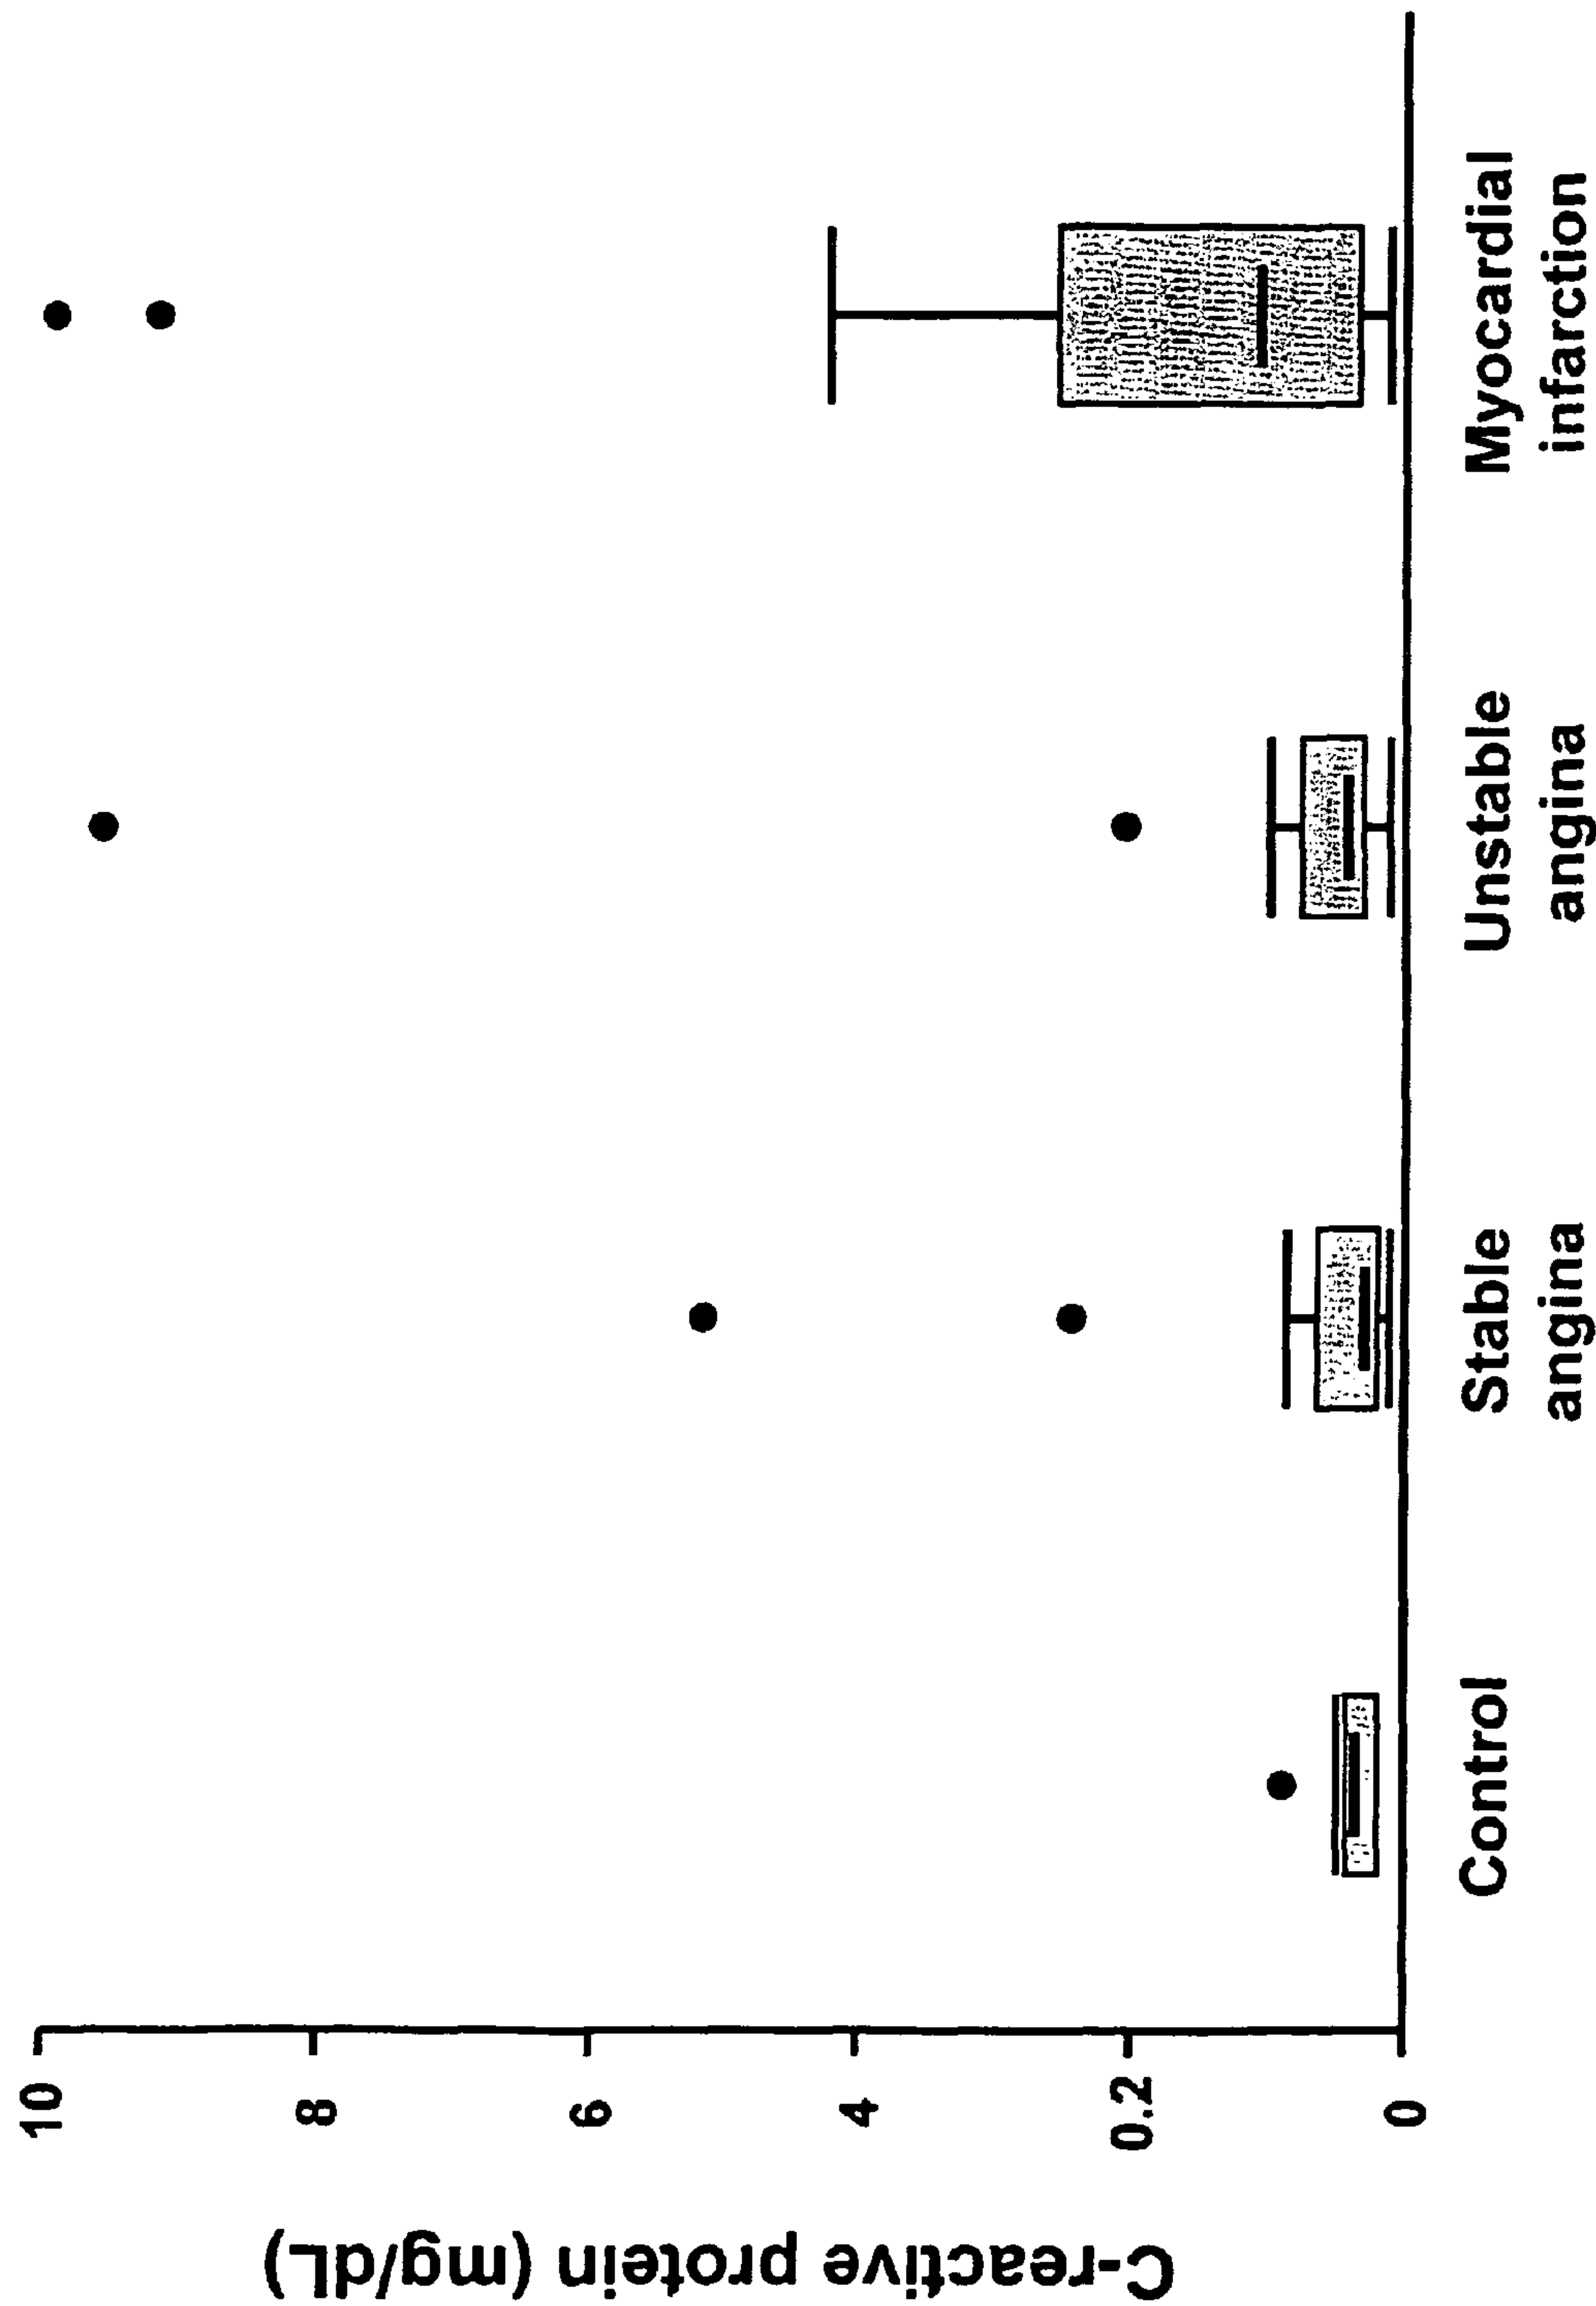 C-reactive protein (mg/dL)
10
8
6
4
0.2
0
Control
Stable
angina
Unstable
angina
Myocardial
infarction